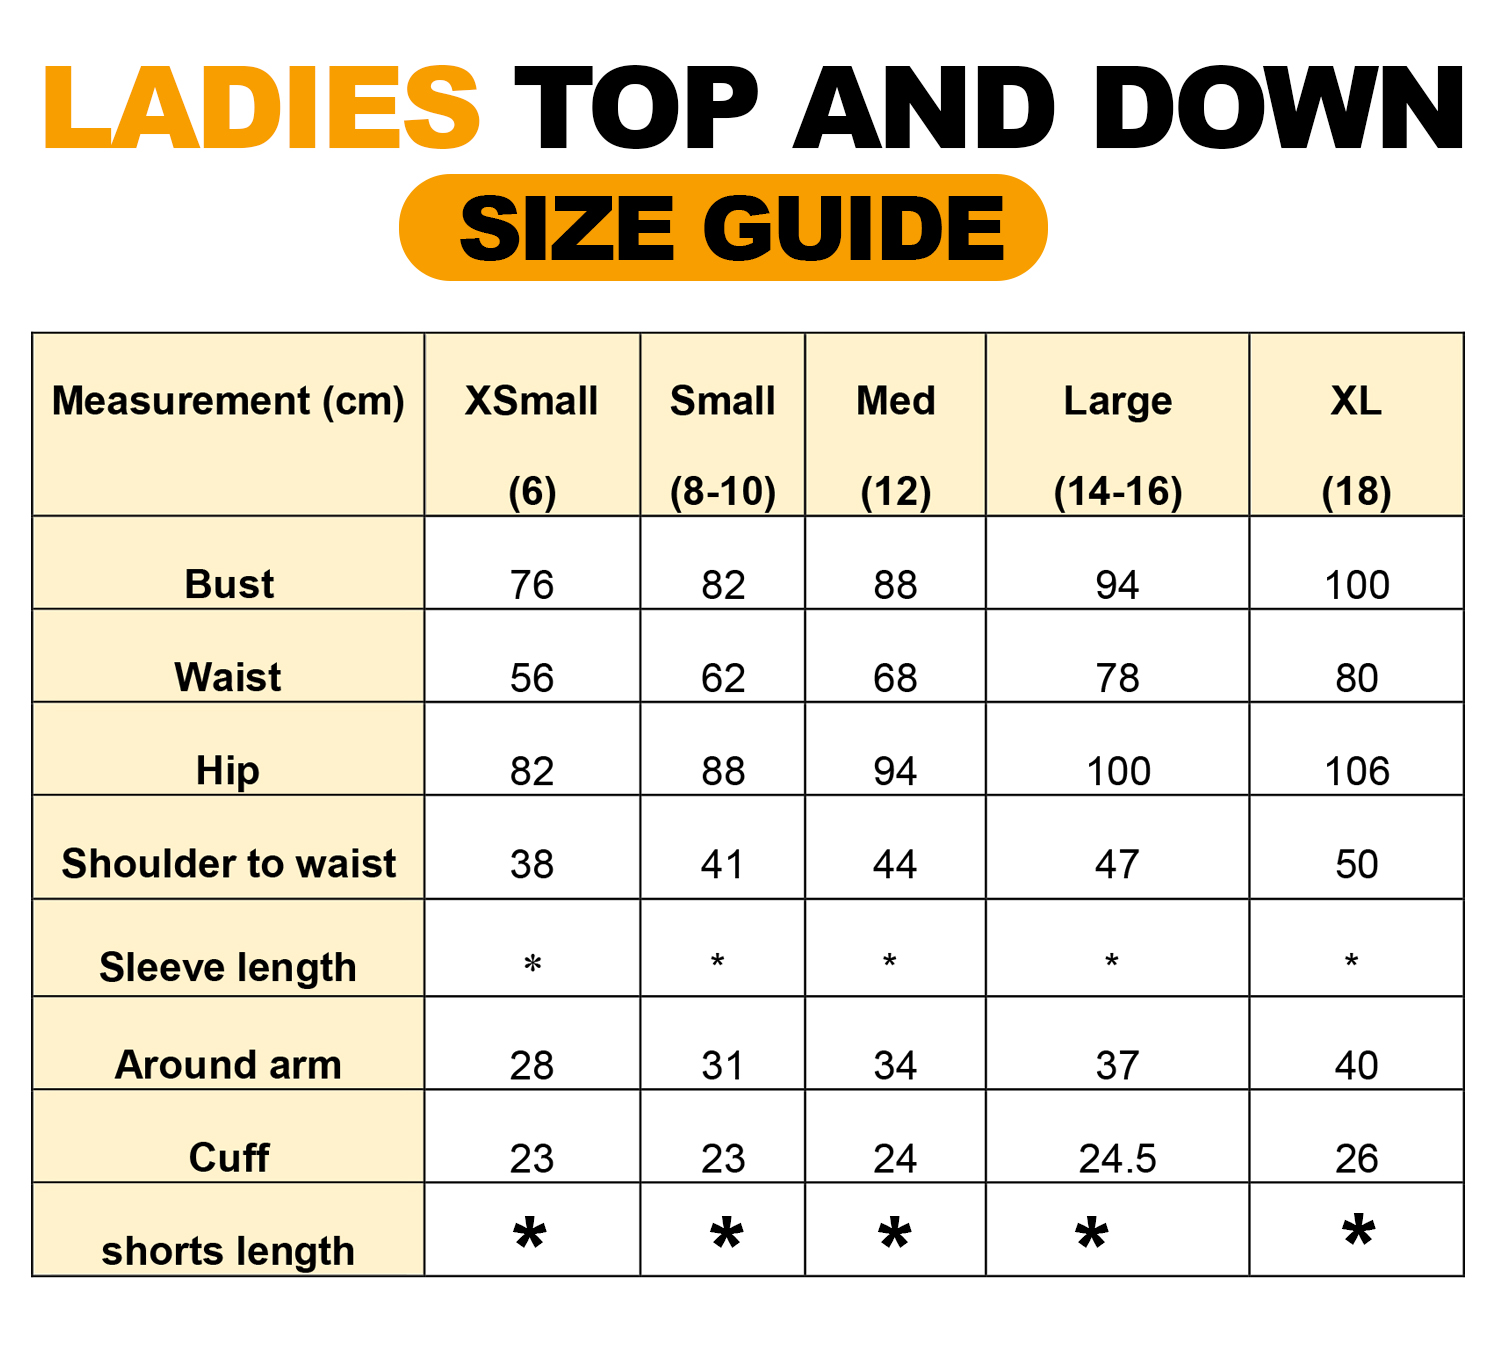 LADIES TOP AND DOWN
SIZE GUIDE
Measurement (cm) XSmall Small Med Large XL
(6) (8-10) (12) (14-16) (18)
Bust 76 82 88 94 100
Waist 56 62 68 78 80
Hip 82 88 94 100 106
Shoulder to waist 38 41 44 47 50
Sleeve length * * * * *
Around arm 28 31 34 37 40
Cuff 23 23 24 24.5 26
shorts length * * * * *